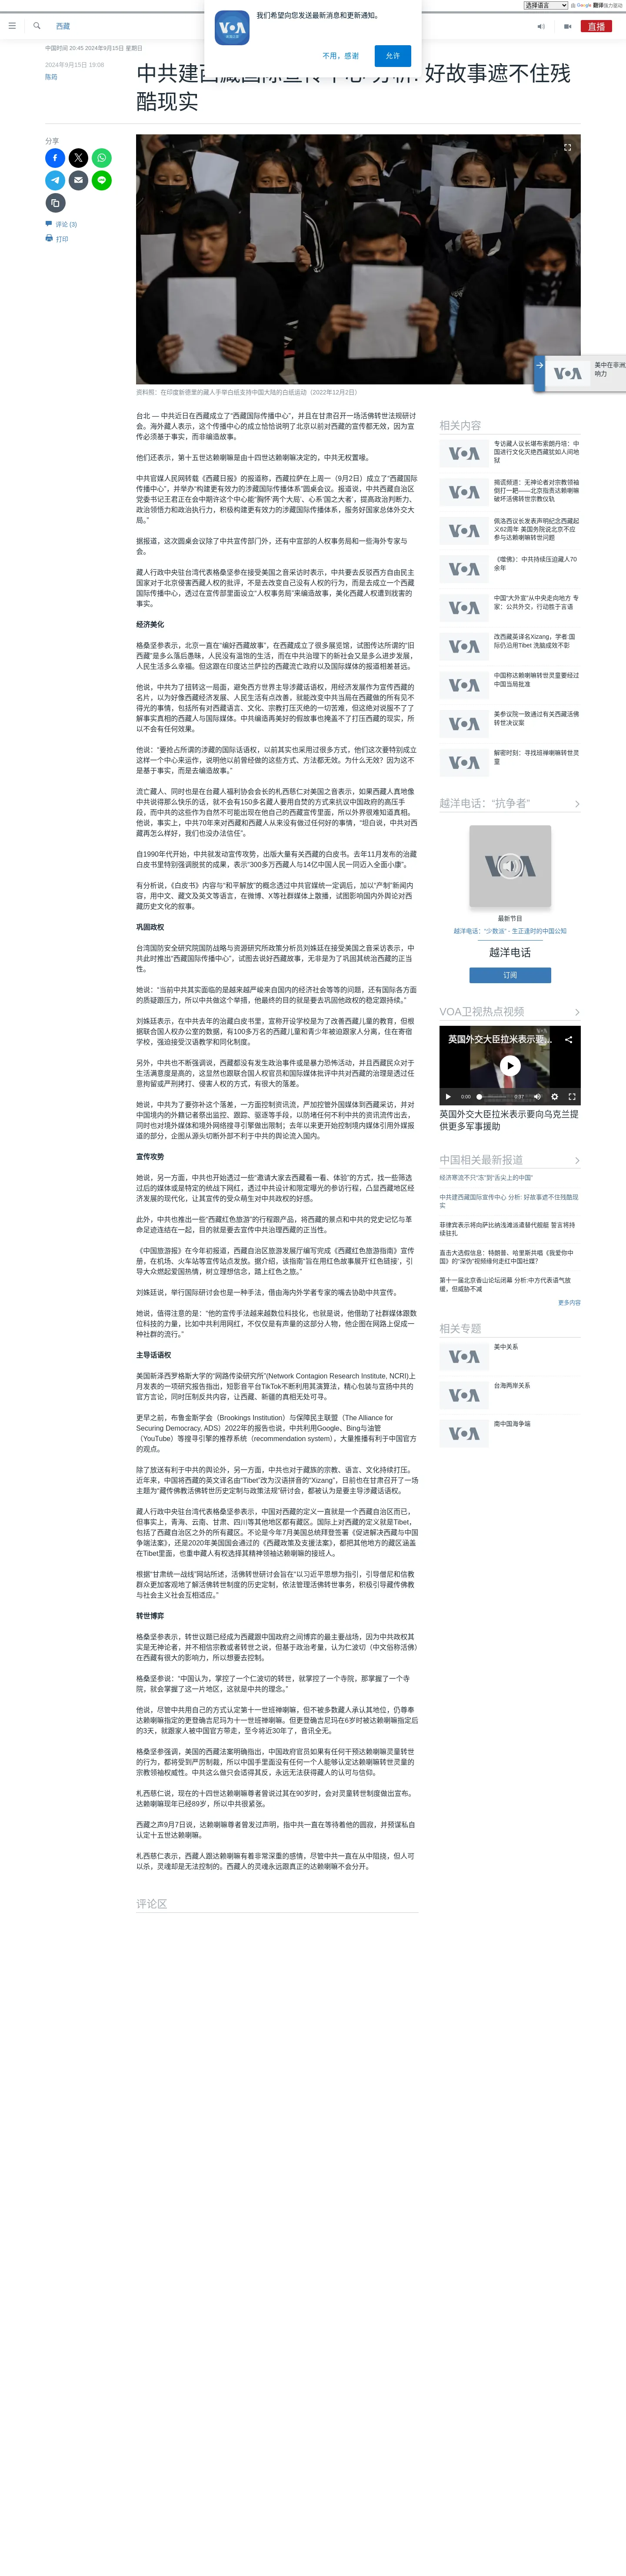 选择语言
由 Google 翻译强力驱动
我们希望向您发送最新消息和更新通知。
不用，感谢
允许
西藏
直播
中国时间 20:45 2024年9月15日 星期日
2024年9月15日 19:08
陈筠
中共建西藏国际宣传中心 分析: 好故事遮不住残
酷现实
分享
评论 (3)
打印
资料照：在印度新德里的藏人手举白纸支持中国大陆的白纸运动（2022年12月2日）
美中在非洲
响力
台北 — 中共近日在西藏成立了“西藏国际传播中心”，并且在甘肃召开一场活佛转世法规研讨
会。海外藏人表示，这个传播中心的成立恰恰说明了北京以前对西藏的宣传都无效，因为宣
传必须基于事实，而非编造故事。
他们还表示，第十五世达赖喇嘛是由十四世达赖喇嘛决定的，中共无权置喙。
中共官媒人民网转载《西藏日报》的报道称，西藏拉萨在上周一（9月2日）成立了“西藏国际
传播中心”，并举办“构建更有效力的涉藏国际传播体系”圆桌会议。报道说，中共西藏自治区
党委书记王君正在会中期许这个中心能“胸怀‘两个大局’、心系‘国之大者’，提高政治判断力、
政治领悟力和政治执行力，积极构建更有效力的涉藏国际传播体系，服务好国家总体外交大
局。”
据报道，这次圆桌会议除了中共宣传部门外，还有中宣部的人权事务局和一些海外专家与
会。
藏人行政中央驻台湾代表格桑坚参在接受美国之音采访时表示，中共要去反驳西方自由民主
国家对于北京侵害西藏人权的批评，不是去改变自己没有人权的行为，而是去成立一个西藏
国际传播中心，透过在宣传部里面设立“人权事务局”来编造故事，美化西藏人权遭到戕害的
事实。
经济美化
格桑坚参表示，北京一直在“编好西藏故事”，在西藏成立了很多展览馆，试图传达所谓的“旧
西藏”是多么落后愚昧，人民没有温饱的生活，而在中共治理下的新社会又是多么进步发展，
人民生活多么幸福。但这跟在印度达兰萨拉的西藏流亡政府以及国际媒体的报道相差甚远。
他说，中共为了扭转这一局面，避免西方世界主导涉藏话语权，用经济发展作为宣传西藏的
名片，以为好像西藏经济发展、人民生活有点改善，就能改变中共当局在西藏做的所有见不
得光的事情，包括所有对西藏语言、文化、宗教打压灭绝的一切苦难，但这绝对说服不了了
解事实真相的西藏人与国际媒体。中共编造再美好的假故事也掩盖不了打压西藏的现实，所
以不会有任何效果。
他说：“要抢占所谓的涉藏的国际话语权，以前其实也采用过很多方式，他们这次要特别成立
这样一个中心来运作，说明他以前曾经做的这些方式、方法都无效。为什么无效？因为这不
是基于事实，而是去编造故事。”
流亡藏人、同时也是在台藏人福利协会会长的札西慈仁对美国之音表示，如果西藏人真地像
中共说得那么快乐的话，就不会有150多名藏人要用自焚的方式来抗议中国政府的高压手
段，而中共的这些作为自然不可能出现在他自己的西藏宣传里面，所以外界很难知道真相。
他说，事实上，中共70年来对西藏和西藏人从来没有做过任何好的事情，“坦白说，中共对西
藏再怎么样好，我们也没办法信任”。
自1990年代开始，中共就发动宣传攻势，出版大量有关西藏的白皮书。去年11月发布的治藏
白皮书里特别强调脱贫的成果，表示“300多万西藏人与14亿中国人民一同迈入全面小康”。
有分析说，《白皮书》内容与“和平解放”的概念透过中共官媒统一定调后，加以“产制”新闻内
容，用中文、藏文及英文等语言，在微博、X等社群媒体上散播，试图影响国内外舆论对西
藏历史文化的叙事。
巩固政权
台湾国防安全研究院国防战略与资源研究所政策分析员刘姝廷在接受美国之音采访表示，中
共此时推出“西藏国际传播中心”，试图去说好西藏故事，无非是为了巩固其统治西藏的正当
性。
她说：“当前中共其实面临的是越来越严峻来自国内的经济社会等等的问题，还有国际各方面
的质疑跟压力，所以中共做这个举措，他最终的目的就是要去巩固他政权的稳定跟持续。”
刘姝廷表示，在中共去年的治藏白皮书里，宣称开设学校是为了改善西藏儿童的教育，但根
据联合国人权办公室的数据，有100多万名的西藏儿童和青少年被迫跟家人分离，住在寄宿
学校，强迫接受汉语教学和同化制度。
另外，中共也不断强调说，西藏都没有发生政治事件或是暴力恐怖活动，并且西藏民众对于
生活满意度是高的，这显然也跟联合国人权官员和国际媒体批评中共对西藏的治理是透过任
意拘留或严刑拷打、侵害人权的方式，有很大的落差。
她说，中共为了要弥补这个落差，一方面控制资讯流，严加控管外国媒体到西藏采访，并对
中国境内的外籍记者祭出监控、跟踪、驱逐等手段，以防堵任何不利中共的资讯流传出去，
同时也对境外媒体和境外网络搜寻引擎做出限制；去年以来更开始控制境内媒体引用外媒报
道的部分，企图从源头切断外部不利于中共的舆论流入国内。
宣传攻势
她说，另一方面，中共也开始透过一些“邀请大家去西藏看一看、体验”的方式，找一些筛选
过后的媒体或是特定的统战下网红，透过中共设计和限定曝光的参访行程，凸显西藏地区经
济发展的现代化，让其宣传的受众萌生对中共政权的好感。
此外，中共也推出一些“西藏红色旅游”的行程跟产品，将西藏的景点和中共的党史记忆与革
命足迹连结在一起，目的就是要去宣传中共治理西藏的正当性。
《中国旅游报》在今年初报道，西藏自治区旅游发展厅编写完成《西藏红色旅游指南》宣传
册，在机场、火车站等宣传站点发放。据介绍，该指南“旨在用红色故事展开‘红色链接’，引
导大众燃起爱国热情，树立理想信念，踏上红色之旅。”
刘姝廷说，举行国际研讨会也是一种手法，借由海内外学者专家的嘴去协助中共宣传。
她说，值得注意的是：“他的宣传手法越来越数位科技化，也就是说，他借助了社群媒体跟数
位科技的力量，比如中共利用网红，不仅仅是有声量的这部分人物，他企图在网路上促成一
种社群的流行。”
主导话语权
美国新泽西罗格斯大学的“网路传染研究所”(Network Contagion Research Institute, NCRI)上
月发表的一项研究报告指出，短影音平台TikTok不断利用其演算法，精心包装与宣扬中共的
官方言论，同时压制反共内容，让西藏、新疆的真相无处可寻。
更早之前，布鲁金斯学会（Brookings Institution）与保障民主联盟（The Alliance for
Securing Democracy, ADS）2022年的报告也说，中共利用Google、Bing与油管
（YouTube）等搜寻引擎的推荐系统（recommendation system)，大量推播有利于中国官方
的观点。
除了放送有利于中共的舆论外，另一方面，中共也对于藏族的宗教、语言、文化持续打压。
近年来，中国将西藏的英文译名由“Tibet”改为汉语拼音的“Xizang”，日前也在甘肃召开了一场
主题为“藏传佛教活佛转世历史定制与政策法规”研讨会，都被认为是要主导涉藏话语权。
藏人行政中央驻台湾代表格桑坚参表示，中国对西藏的定义一直就是一个西藏自治区而已，
但事实上，青海、云南、甘肃、四川等其他地区都有藏区。国际上对西藏的定义就是Tibet，
包括了西藏自治区之外的所有藏区。不论是今年7月美国总统拜登签署《促进解决西藏与中国
争端法案》，还是2020年美国国会通过的《西藏政策及支援法案》，都把其他地方的藏区涵盖
在Tibet里面，也重申藏人有权选择其精神领袖达赖喇嘛的接班人。
根据“甘肃统一战线”网站所述，活佛转世研讨会旨在“以习近平思想为指引，引导僧尼和信教
群众更加客观地了解活佛转世制度的历史定制，依法管理活佛转世事务，积极引导藏传佛教
与社会主义社会互相适应。”
转世博弈
格桑坚参表示，转世议题已经成为西藏跟中国政府之间博弈的最主要战场，因为中共政权其
实是无神论者，并不相信宗教或者转世之说，但基于政治考量，认为仁波切（中文俗称活佛）
在西藏有很大的影响力，所以想要去控制。
格桑坚参说：“中国认为，掌控了一个仁波切的转世，就掌控了一个寺院，那掌握了一个寺
院，就会掌握了这一片地区，这就是中共的理念。”
他说，尽管中共用自己的方式认定第十一世班禅喇嘛，但不被多数藏人承认其地位，仍尊奉
达赖喇嘛指定的更登确吉尼玛为十一世班禅喇嘛。但更登确吉尼玛在6岁时被达赖喇嘛指定后
的3天，就跟家人被中国官方带走，至今将近30年了，音讯全无。
格桑坚参强调，美国的西藏法案明确指出，中国政府官员如果有任何干预达赖喇嘛灵童转世
的行为，都将受到严厉制裁，所以中国手里面没有任何一个人能够认定达赖喇嘛转世灵童的
宗教领袖权威性。中共这么做只会适得其反，永远无法获得藏人的认可与信仰。
札西慈仁说，现在的十四世达赖喇嘛尊者曾说过其在90岁时，会对灵童转世制度做出宣布。
达赖喇嘛现年已经89岁，所以中共很紧张。
西藏之声9月7日说，达赖喇嘛尊者曾发过声明，指中共一直在等待着他的圆寂，并预谋私自
认定十五世达赖喇嘛。
札西慈仁表示，西藏人跟达赖喇嘛有着非常深重的感情，尽管中共一直在从中阻挠，但人可
以杀，灵魂却是无法控制的。西藏人的灵魂永远跟真正的达赖喇嘛不会分开。
评论区
相关内容
专访藏人议长堪布索朗丹培：中
国进行文化灭绝西藏犹如人间地
狱
揭谎频道：无神论者对宗教领袖
倒打一耙——北京指责达赖喇嘛
破坏活佛转世宗教仪轨
佩洛西议长发表声明纪念西藏起
义62周年 美国务院说北京不应
参与达赖喇嘛转世问题
《噬佛》：中共持续压迫藏人70
余年
中国“大外宣”从中央走向地方 专
家：公共外交，行动胜于言语
改西藏英译名Xizang，学者:国
际仍沿用Tibet 洗脑成效不彰
中国称达赖喇嘛转世灵童要经过
中国当局批准
美参议院一致通过有关西藏活佛
转世决议案
解密时刻：寻找班禅喇嘛转世灵
童
越洋电话：“抗争者”
最新节目
越洋电话：“少数派” - 生正逢时的中国公知
越洋电话
订阅
VOA卫视热点视频
英国外交大臣拉米表示要...
0:00
0:37
英国外交大臣拉米表示要向乌克兰提
供更多军事援助
中国相关最新报道
经济寒流不只“冻”到“舌尖上的中国”
中共建西藏国际宣传中心 分析: 好故事遮不住残酷现
实
菲律宾表示将向萨比纳浅滩派遣替代舰艇 誓言将持
续驻扎
直击大选假信息：特朗普、哈里斯共唱《我爱你中
国》的“深伪”视频缘何走红中国社媒？
第十一届北京香山论坛闭幕 分析:中方代表语气放
缓，但威胁不减
更多内容
相关专题
美中关系
台海两岸关系
南中国海争端